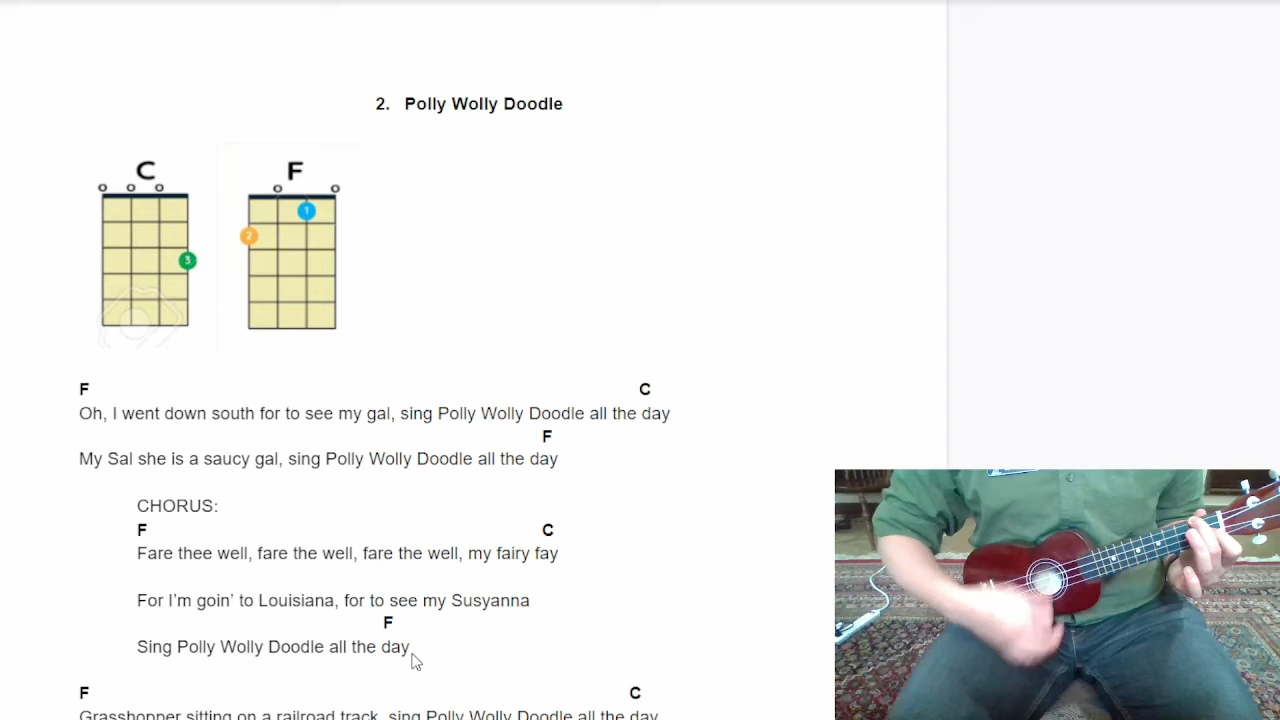 2. Polly Wolly Doodle
C F
o o o o o
1
2
3
F C
Oh, I went down south for to see my gal, sing Polly Wolly Doodle all the day
F
My Sal she is a saucy gal, sing Polly Wolly Doodle all the day
CHORUS:
F C
Fare thee well, fare the well, fare the well, my fairy fay
For I'm goin' to Louisiana, for to see my Susyanna
F
Sing Polly Wolly Doodle all the day
F C
Grasshopper sitting on a railroad track, sing Polly Wolly Doodle all the day